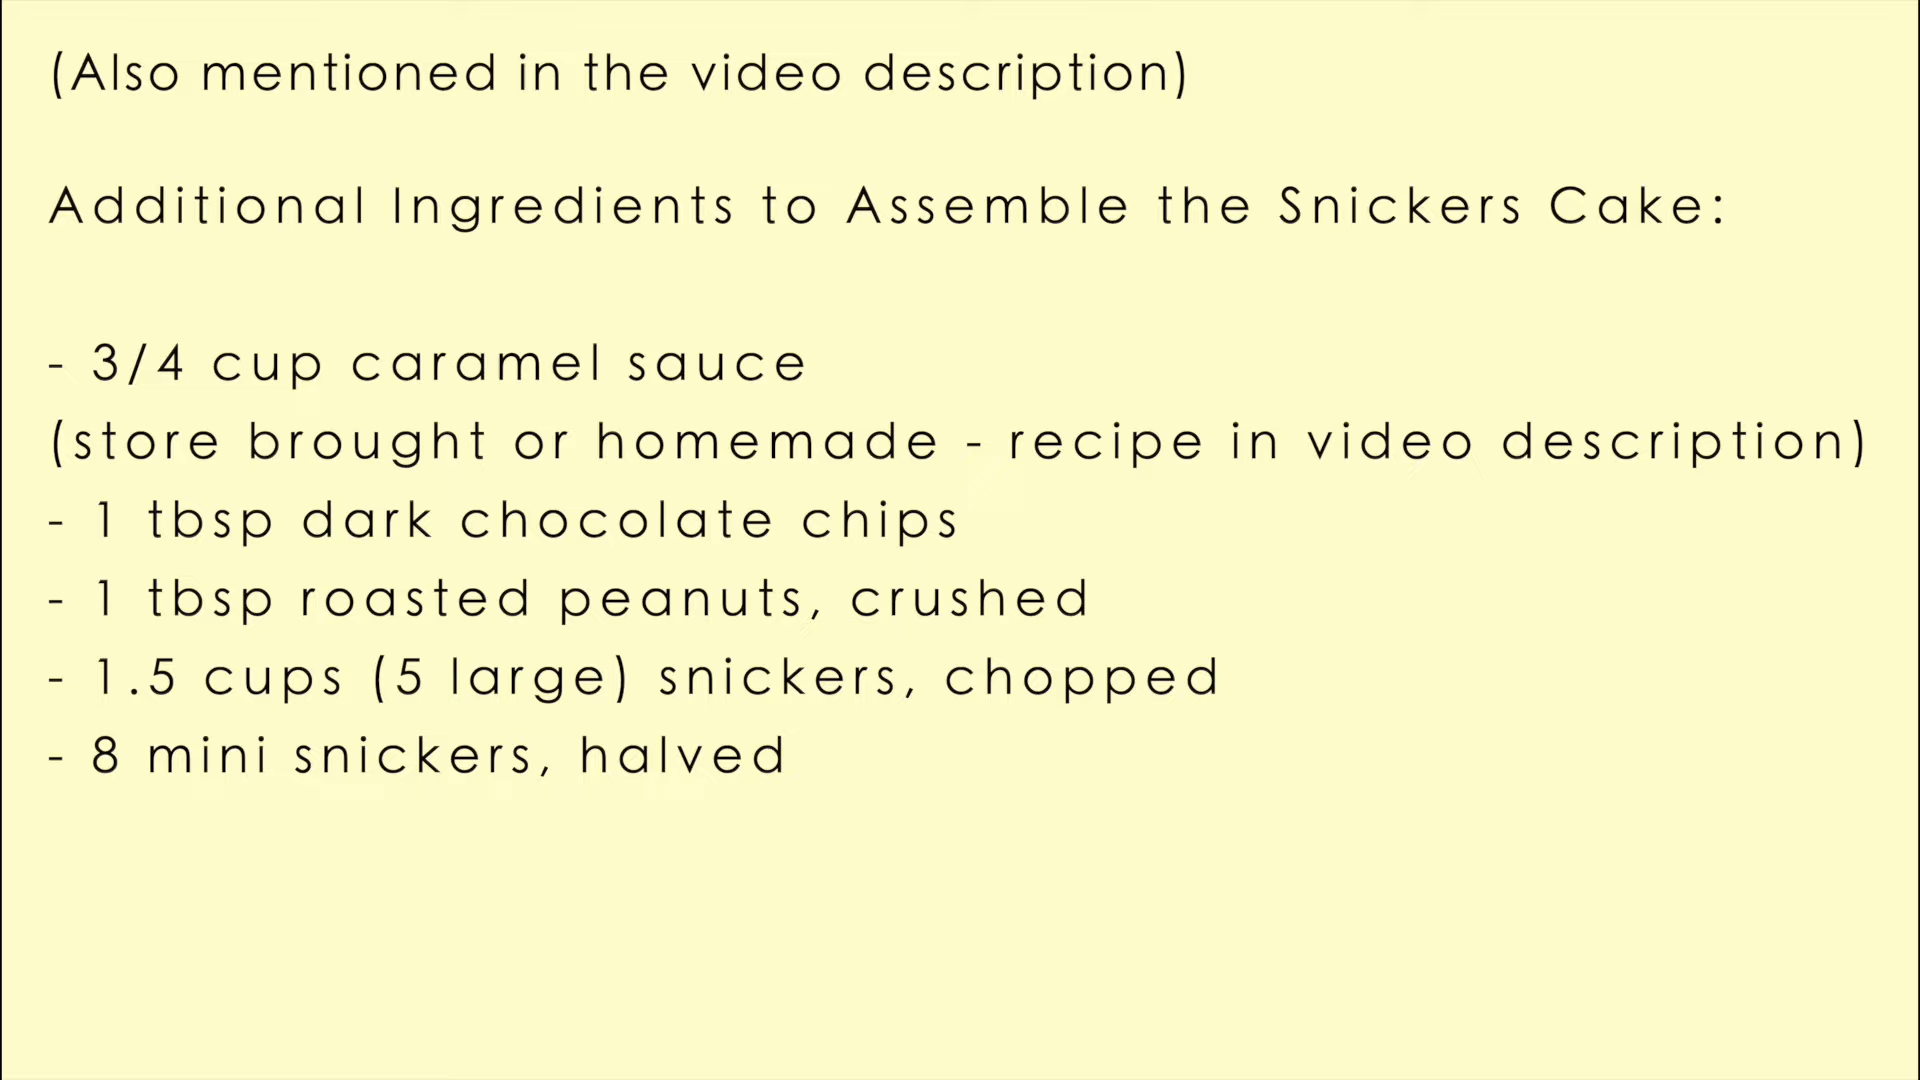 (Also mentioned in the video description)
Additional Ingredients to Assemble the Snickers Cake:
- 3/4 cup caramel sauce
(store brought or homemade - recipe in video description)
- 1 tbsp dark chocolate chips
- 1 tbsp roasted peanuts, crushed
- 1.5 cups (5 large) snickers, chopped
- 8 mini snickers, halved